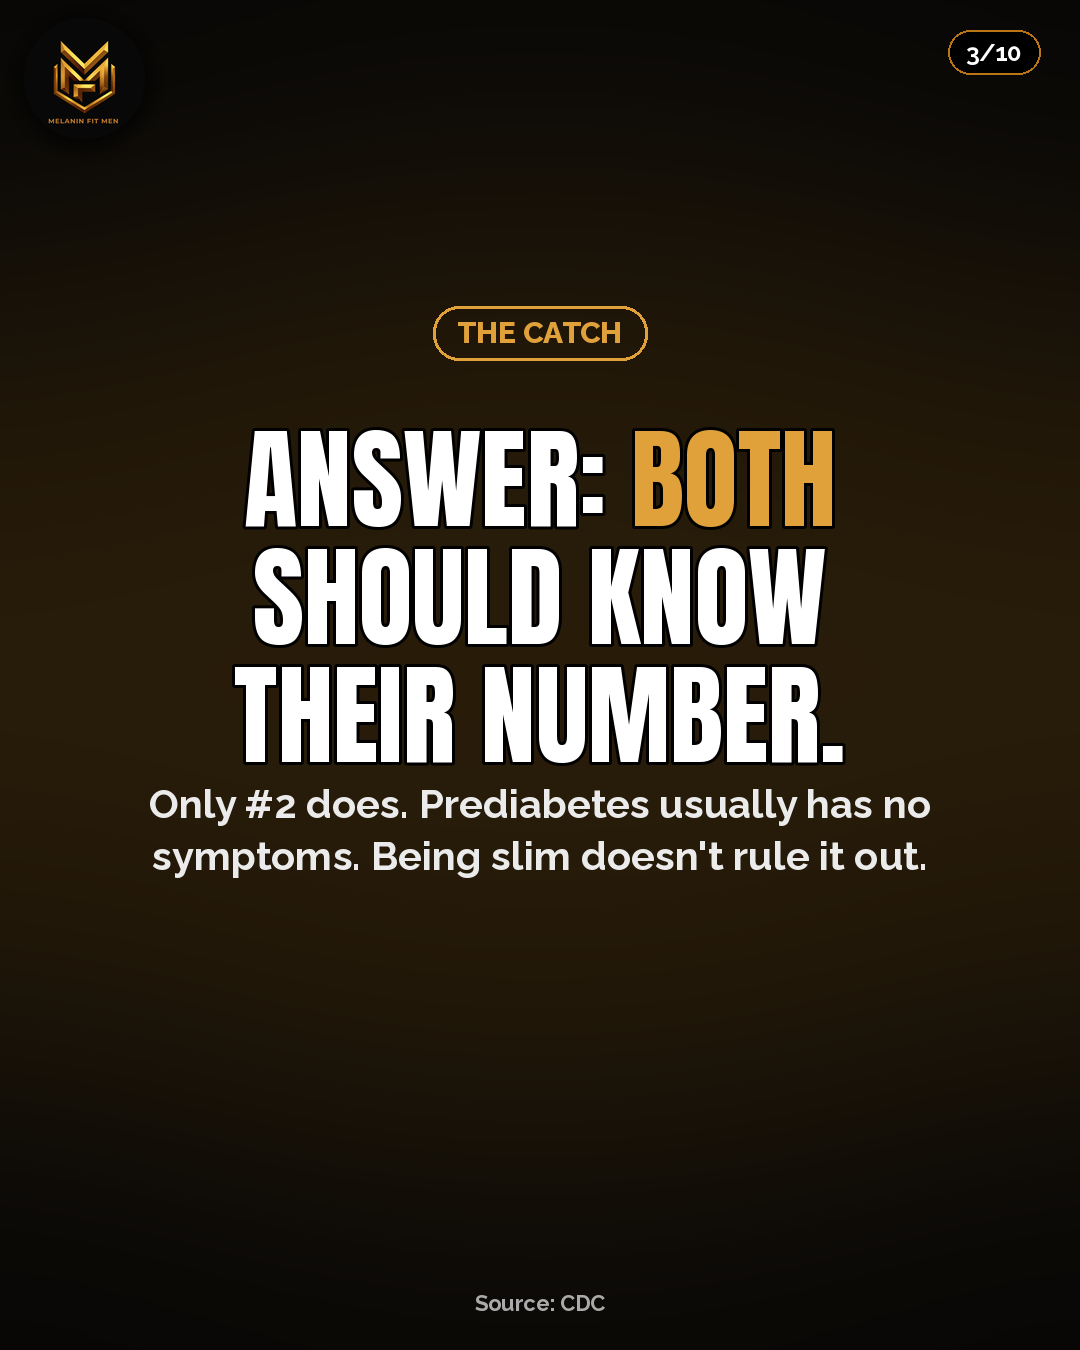 MELANIN FIT MEN
3/10
THE CATCH
ANSWER: BOTH
SHOULD KNOW
THEIR NUMBER.
Only #2 does. Prediabetes usually has no
symptoms. Being slim doesn't rule it out.
Source: CDC